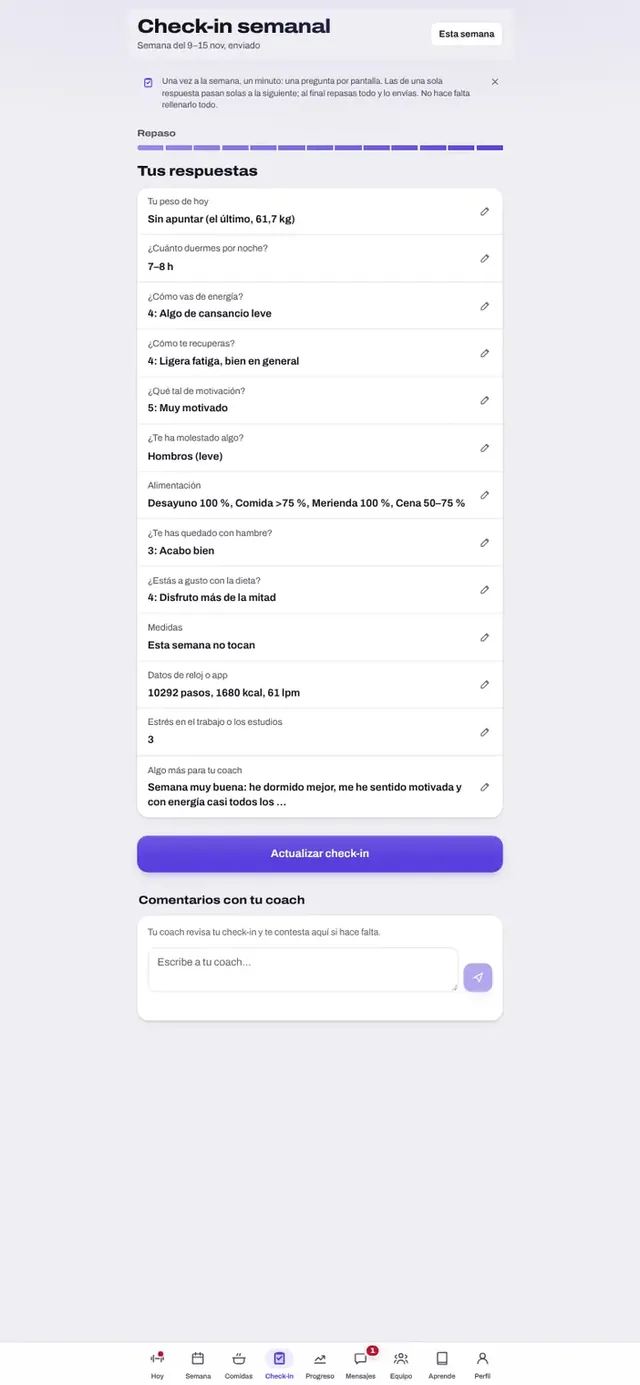 Check-in semanal
Semana del 9–15 nov, enviado
Esta semana
Una vez a la semana, un minuto: una pregunta por pantalla. Las de una sola
respuesta pasan solas a la siguiente; al final repasas todo y lo envías. No hace falta
rellenarlo todo.
Repaso
Tus respuestas
Tu peso de hoy
Sin apuntar (el último, 61,7 kg)
¿Cuánto duermes por noche?
7–8 h
¿Cómo vas de energía?
4: Algo de cansancio leve
¿Cómo te recuperas?
4: Ligera fatiga, bien en general
¿Qué tal de motivación?
5: Muy motivado
¿Te ha molestado algo?
Hombros (leve)
Alimentación
Desayuno 100 %, Comida >75 %, Merienda 100 %, Cena 50–75 %
¿Te has quedado con hambre?
3: Acabo bien
¿Estás a gusto con la dieta?
4: Disfruto más de la mitad
Medidas
Esta semana no tocan
Datos de reloj o app
10292 pasos, 1680 kcal, 61 lpm
Estrés en el trabajo o los estudios
3
Algo más para tu coach
Semana muy buena: he dormido mejor, me he sentido motivada y
con energía casi todos los ...
Actualizar check-in
Comentarios con tu coach
Tu coach revisa tu check-in y te contesta aquí si hace falta.
Escribe a tu coach...
1
Hoy
Semana
Comidas
Check-in
Progreso
Mensajes
Equipo
Aprende
Perfil